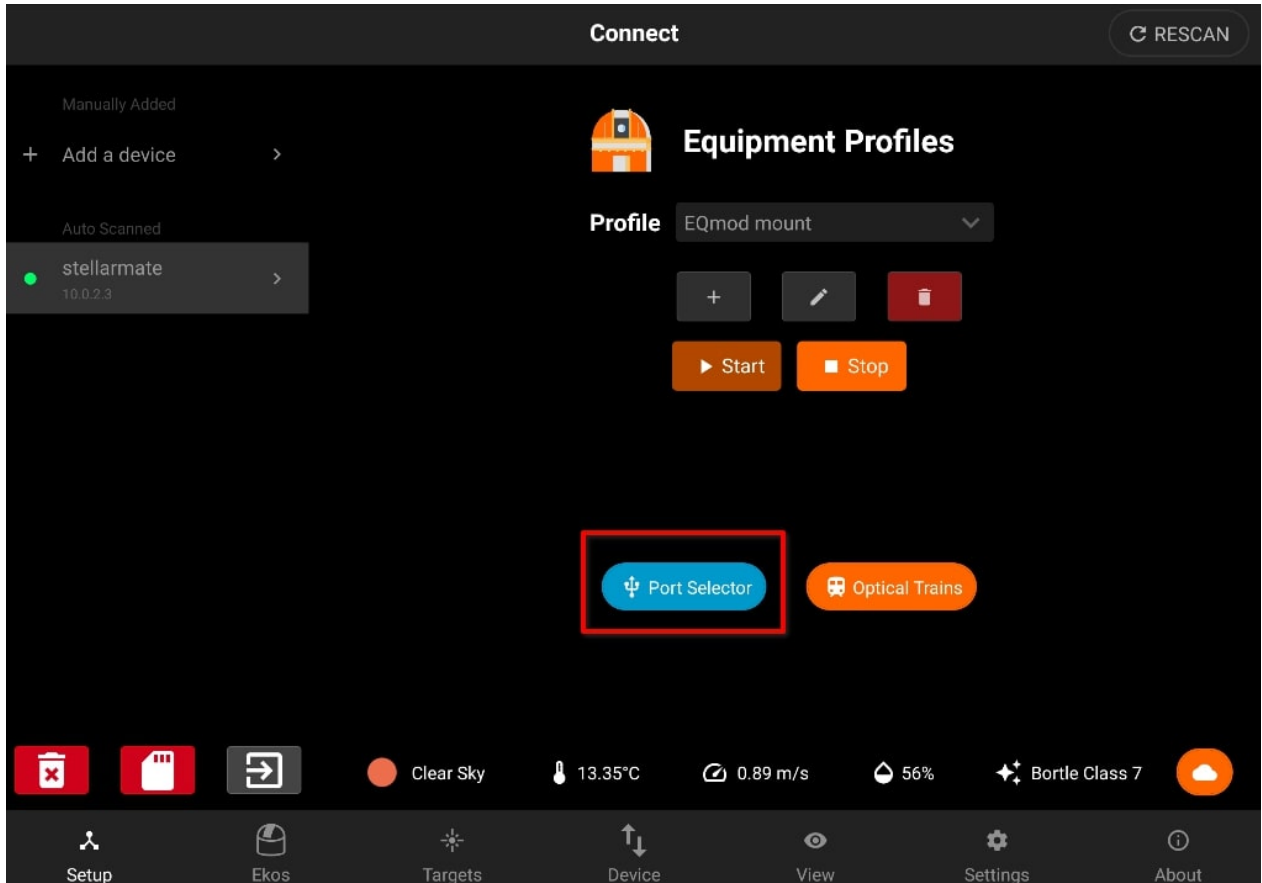 Connect
RESCAN
Manually Added
+ Add a device
Auto Scanned
stellarmate
10.0.2.3
Equipment Profiles
Profile EQmod mount
Start Stop
Port Selector Optical Trains
Clear Sky 13.35°C 0.89 m/s 56% Bortle Class 7
Setup Ekos Targets Device View Settings About